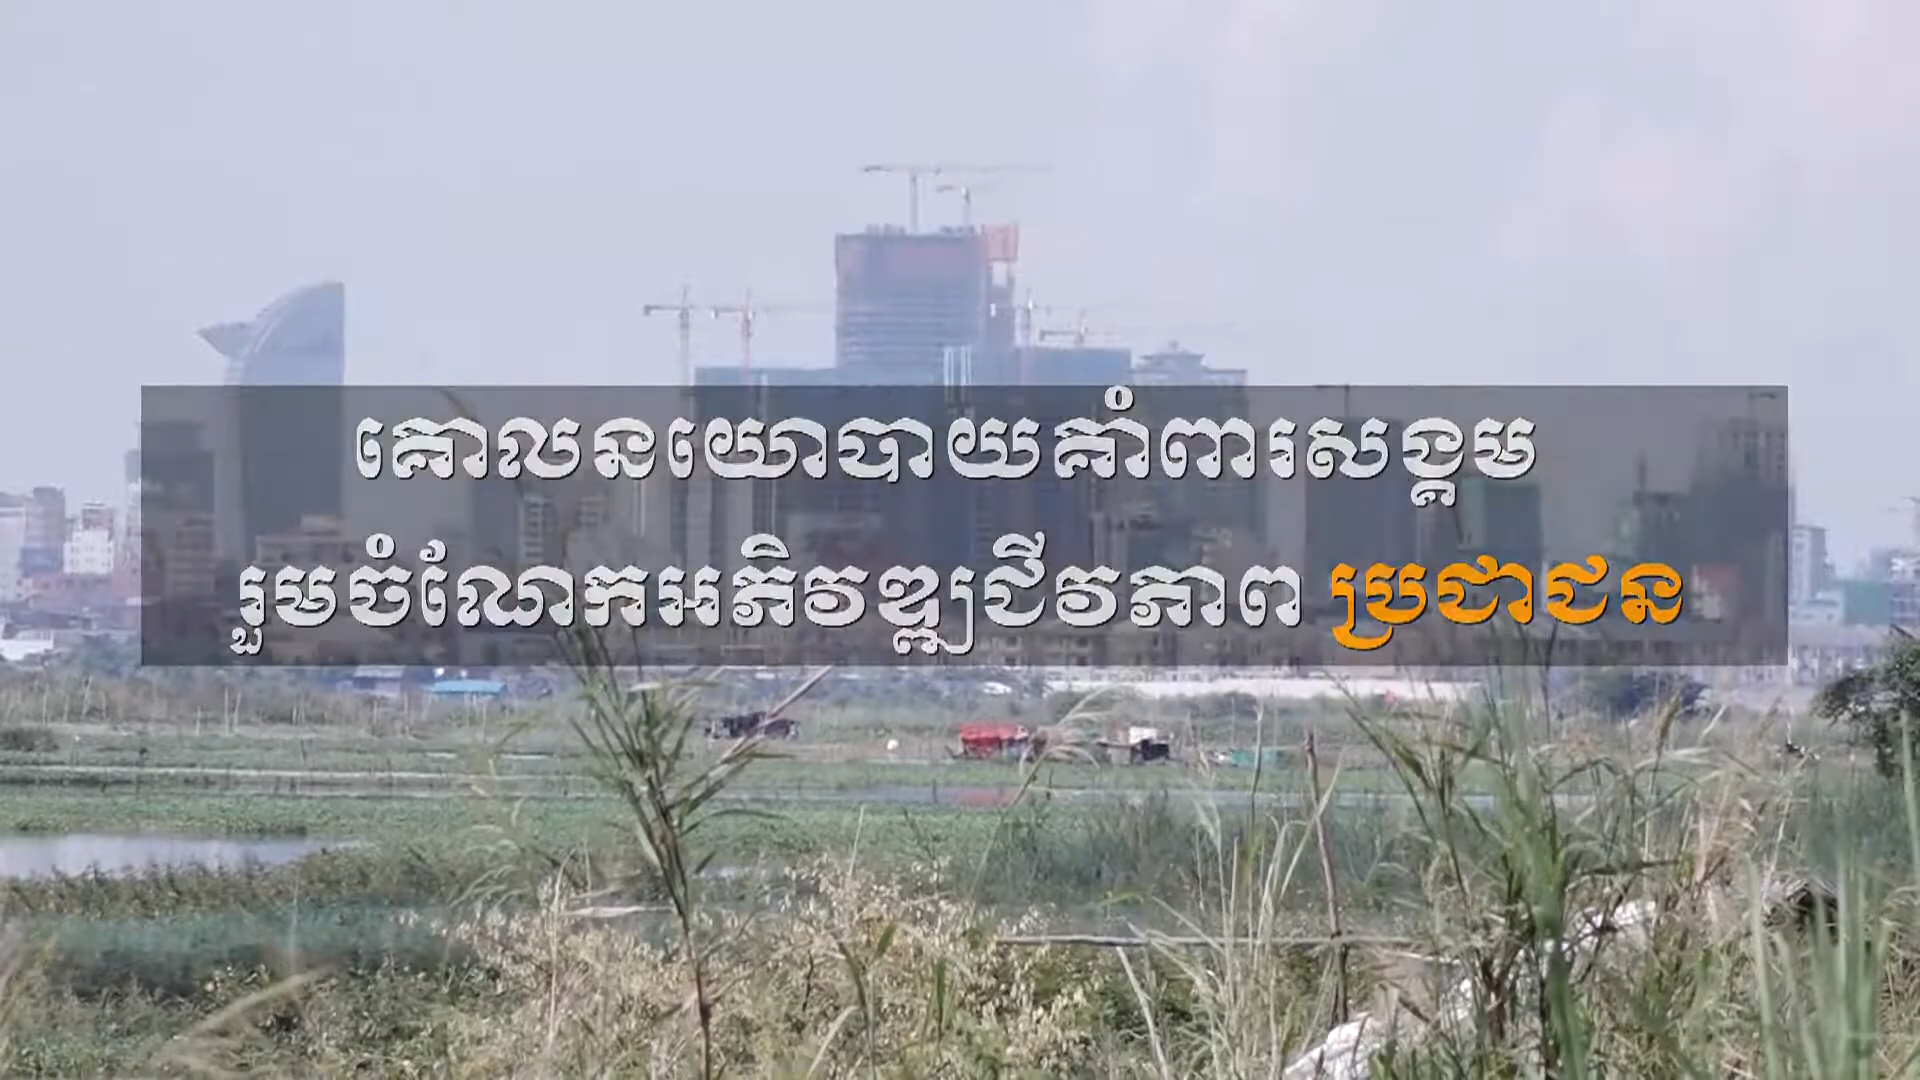 គោលនយោបាយគាំពារសង្គម
រួមចំណែកអភិវឌ្ឍជីវភាព ប្រជាជន